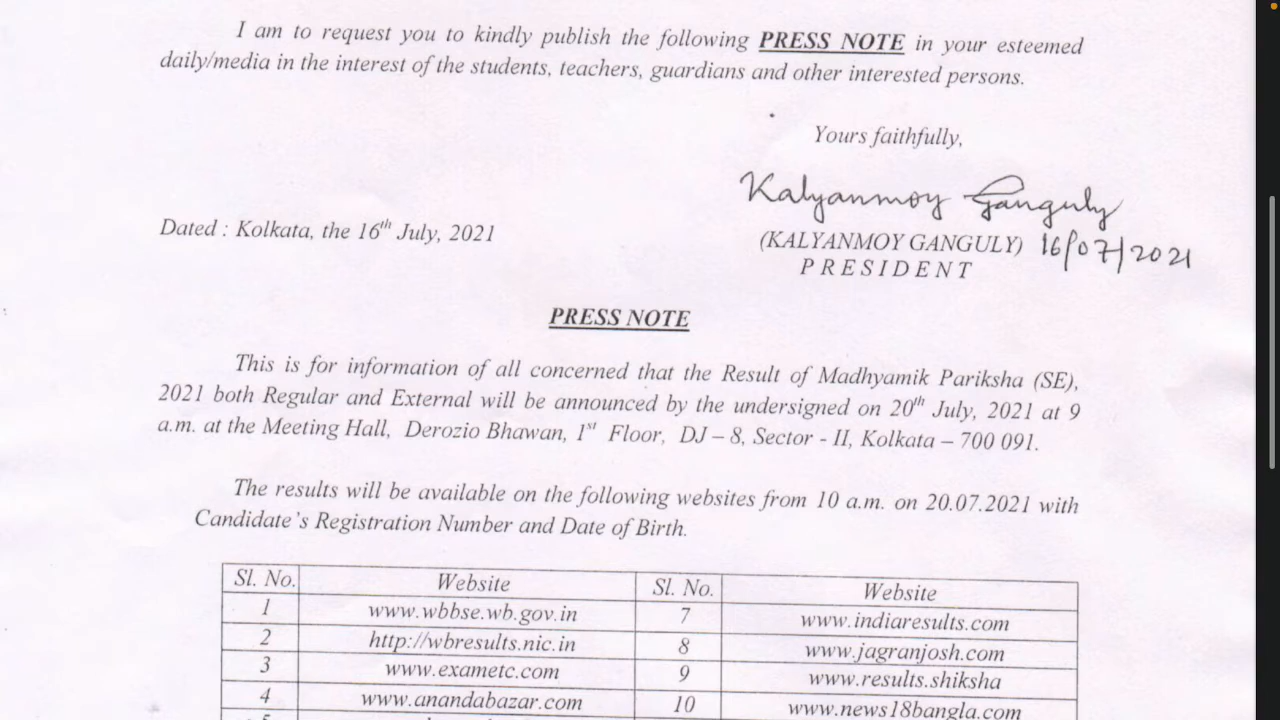 I am to request you to kindly publish the following PRESS NOTE in your esteemed
daily/media in the interest of the students, teachers, guardians and other interested persons.
Yours faithfully,
Kalyanmoy Ganguly
Dated : Kolkata, the 16th July, 2021
(KALYANMOY GANGULY) 16/07/2021
PRESIDENT
PRESS NOTE
This is for information of all concerned that the Result of Madhyamik Pariksha (SE),
2021 both Regular and External will be announced by the undersigned on 20th July, 2021 at 9
a.m. at the Meeting Hall, Derozio Bhawan, 1st Floor, DJ – 8, Sector - II, Kolkata – 700 091.
The results will be available on the following websites from 10 a.m. on 20.07.2021 with
Candidate's Registration Number and Date of Birth.
Sl. No. Website Sl. No. Website
1 www.wbbse.wb.gov.in 7 www.indiaresults.com
2 http://wbresults.nic.in 8 www.jagranjosh.com
3 www.exametc.com 9 www.results.shiksha
4 www.anandabazar.com 10 www.news18bangla.com